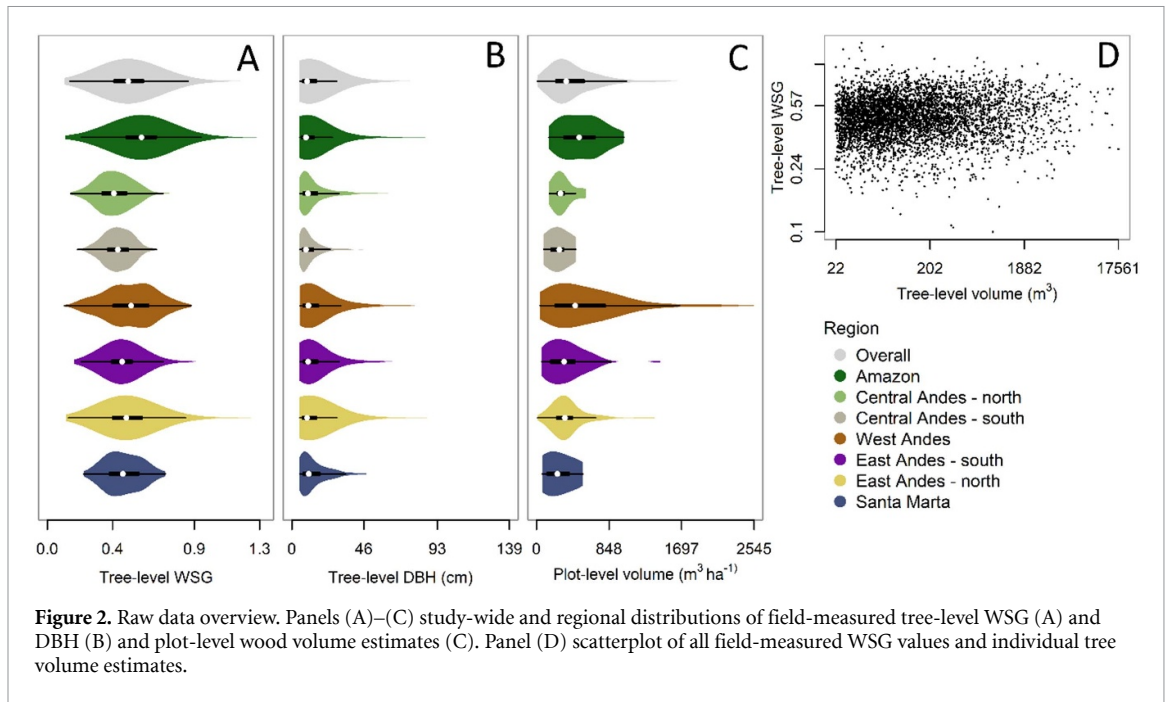 A
B
C
D
0.0 0.4 0.9 1.3
Tree-level WSG
0 46 93 139
Tree-level DBH (cm)
0 848 1697 2545
Plot-level volume (m³ ha⁻¹)
Tree-level WSG
0.57
0.24
0.1
22 202 1882 17561
Tree-level volume (m³)
Region
Overall
Amazon
Central Andes - north
Central Andes - south
West Andes
East Andes - south
East Andes - north
Santa Marta
Figure 2. Raw data overview. Panels (A)–(C) study-wide and regional distributions of field-measured tree-level WSG (A) and
DBH (B) and plot-level wood volume estimates (C). Panel (D) scatterplot of all field-measured WSG values and individual tree
volume estimates.